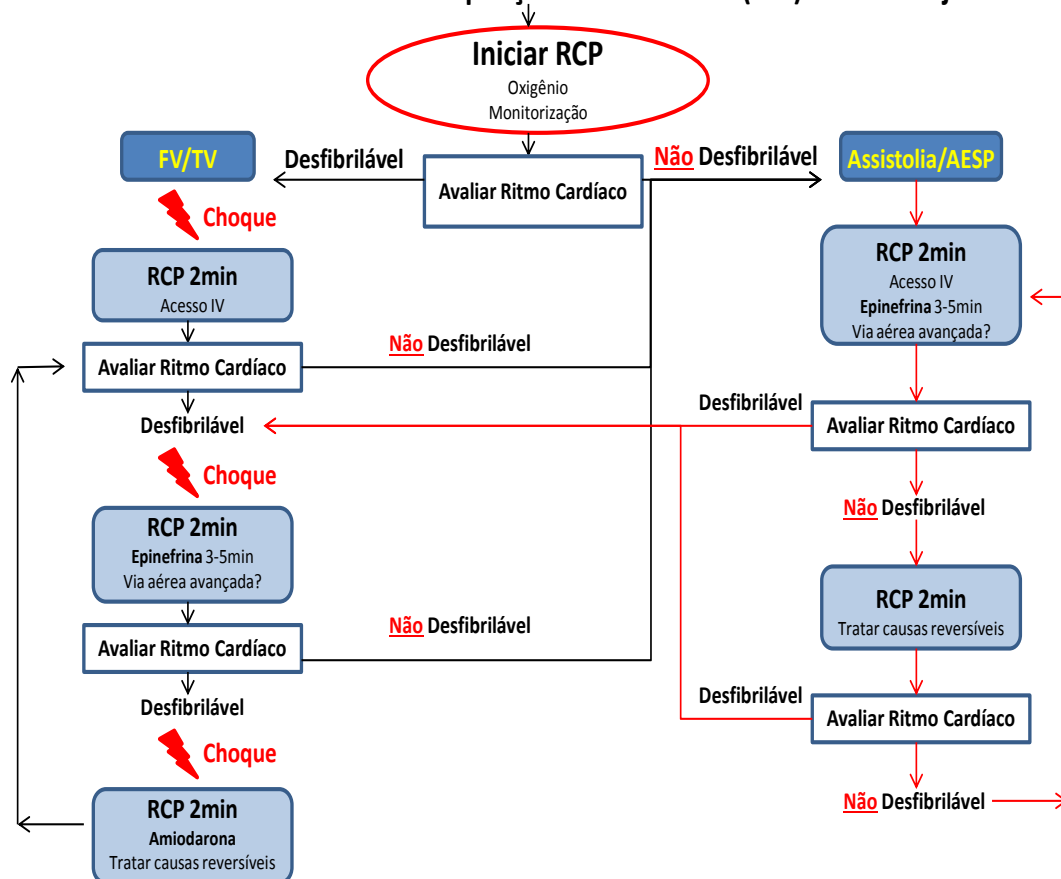 Iniciar RCP
Oxigênio
Monitorização
FV/TV
Desfibrilável
Não Desfibrilável
Assistolia/AESP
Avaliar Ritmo Cardíaco
Choque
RCP 2min
Acesso IV
RCP 2min
Acesso IV
Epinefrina 3-5min
Via aérea avançada?
Não Desfibrilável
Avaliar Ritmo Cardíaco
Desfibrilável
Desfibrilável
Avaliar Ritmo Cardíaco
Choque
Não Desfibrilável
RCP 2min
Epinefrina 3-5min
Via aérea avançada?
RCP 2min
Tratar causas reversíveis
Não Desfibrilável
Avaliar Ritmo Cardíaco
Desfibrilável
Desfibrilável
Avaliar Ritmo Cardíaco
Choque
Não Desfibrilável
RCP 2min
Amiodarona
Tratar causas reversíveis